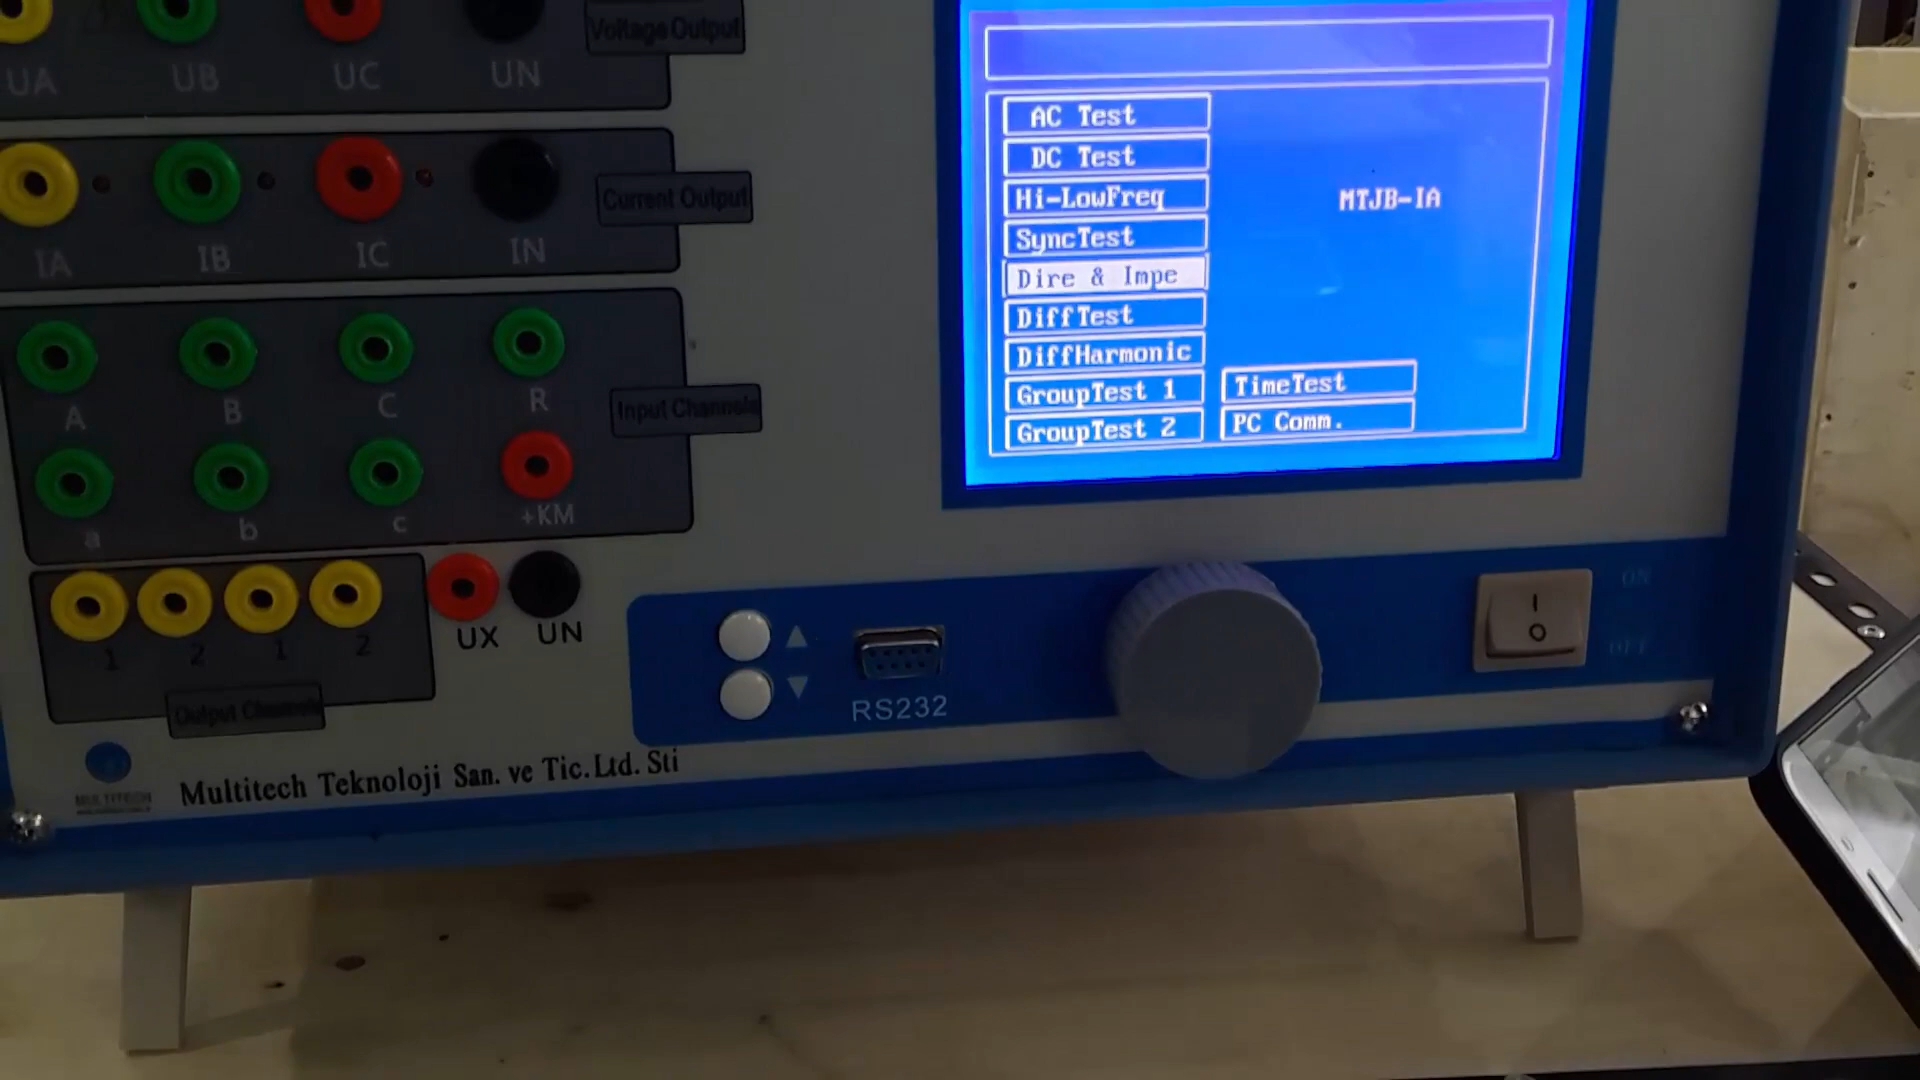 Voltage Output
UA UB UC UN
Current Output
IA IB IC IN
A B C R
Input Channels
a b c +KM
1 2 1 2
UX UN
Output Channels
MULTITECH
Multitech Teknoloji San. ve Tic.Ltd. Sti
RS232
I
O
ON
OFF
AC Test
DC Test
Hi-LowFreq
SyncTest
Dire & Impe
DiffTest
DiffHarmonic
GroupTest 1
GroupTest 2
MTJB-IA
TimeTest
PC Comm.